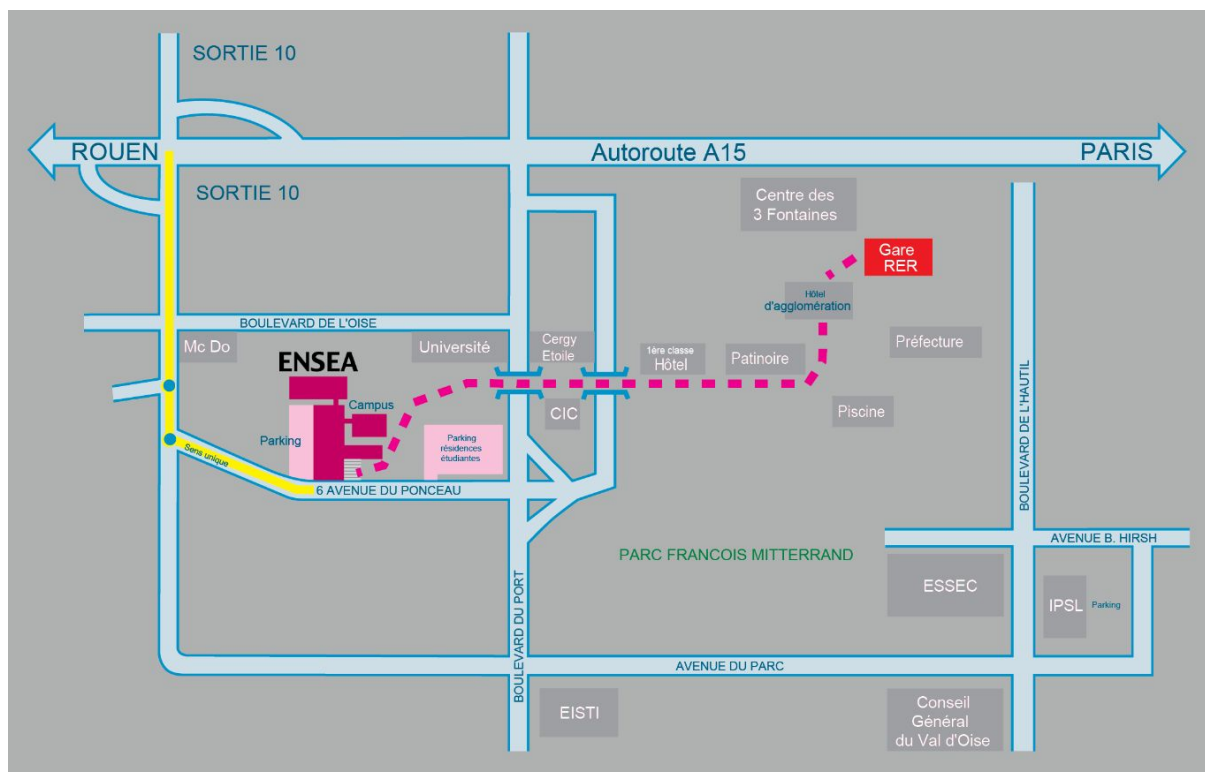 SORTIE 10
ROUEN
Autoroute A15
PARIS
SORTIE 10
Centre des
3 Fontaines
Gare
RER
Hôtel
d'agglomération
BOULEVARD DE L'OISE
Mc Do
ENSEA
Université
Cergy
Etoile
1ère classe
Hôtel
Patinoire
Préfecture
Campus
CIC
Piscine
Parking
Parking
résidences
étudiantes
Sens unique
6 AVENUE DU PONCEAU
BOULEVARD DE L'HAUTIL
AVENUE B. HIRSH
PARC FRANCOIS MITTERRAND
ESSEC
IPSL
Parking
BOULEVARD DU PORT
AVENUE DU PARC
EISTI
Conseil
Général
du Val d'Oise